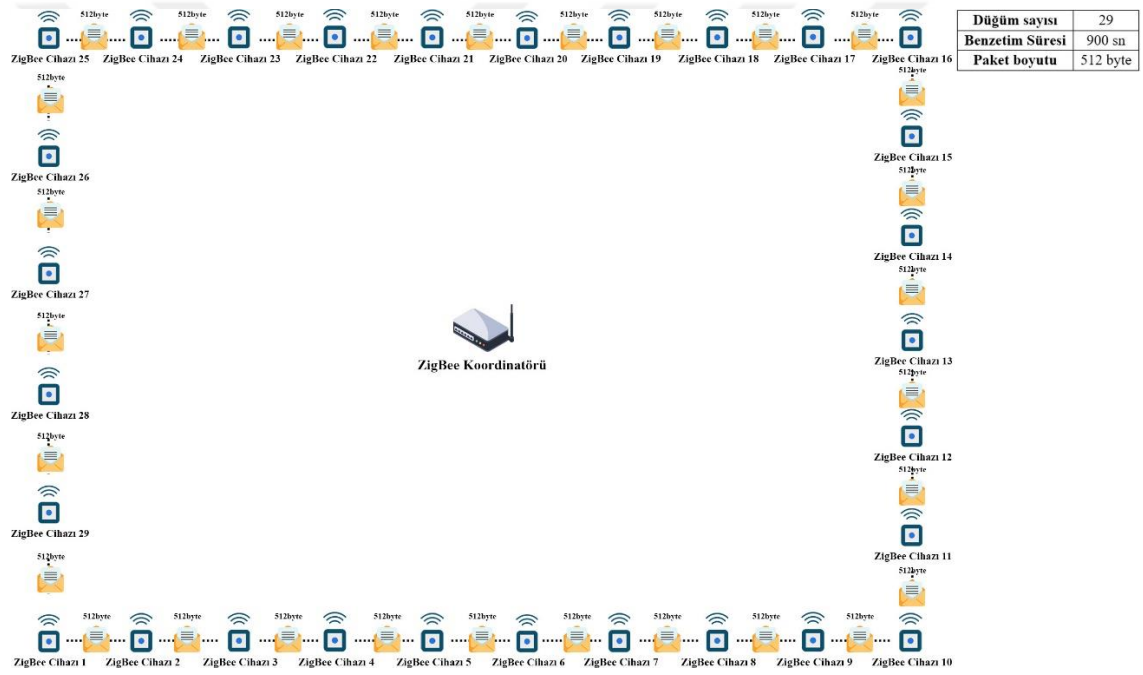 512byte 512byte 512byte 512byte 512byte 512byte 512byte 512byte 512byte
ZigBee Cihazı 25 ZigBee Cihazı 24 ZigBee Cihazı 23 ZigBee Cihazı 22 ZigBee Cihazı 21 ZigBee Cihazı 20 ZigBee Cihazı 19 ZigBee Cihazı 18 ZigBee Cihazı 17 ZigBee Cihazı 16
Düğüm sayısı 29
Benzetim Süresi 900 sn
Paket boyutu 512 byte
512byte
512byte
ZigBee Cihazı 15
ZigBee Cihazı 26
512byte
512byte
ZigBee Cihazı 14
512byte
ZigBee Cihazı 27
512byte
ZigBee Cihazı 13
ZigBee Koordinatörü
512byte
ZigBee Cihazı 28
512byte
ZigBee Cihazı 12
512byte
ZigBee Cihazı 29
ZigBee Cihazı 11
512byte
512byte
512byte 512byte 512byte 512byte 512byte 512byte 512byte 512byte 512byte
ZigBee Cihazı 1 ZigBee Cihazı 2 ZigBee Cihazı 3 ZigBee Cihazı 4 ZigBee Cihazı 5 ZigBee Cihazı 6 ZigBee Cihazı 7 ZigBee Cihazı 8 ZigBee Cihazı 9 ZigBee Cihazı 10